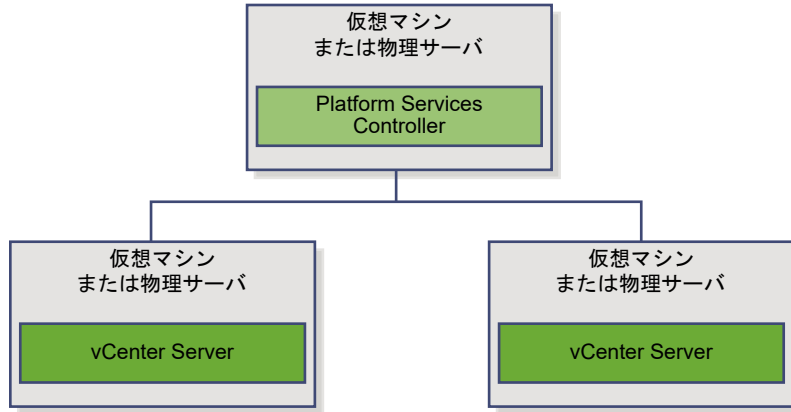 仮想マシン
または物理サーバ
Platform Services
Controller
仮想マシン
または物理サーバ
vCenter Server
仮想マシン
または物理サーバ
vCenter Server